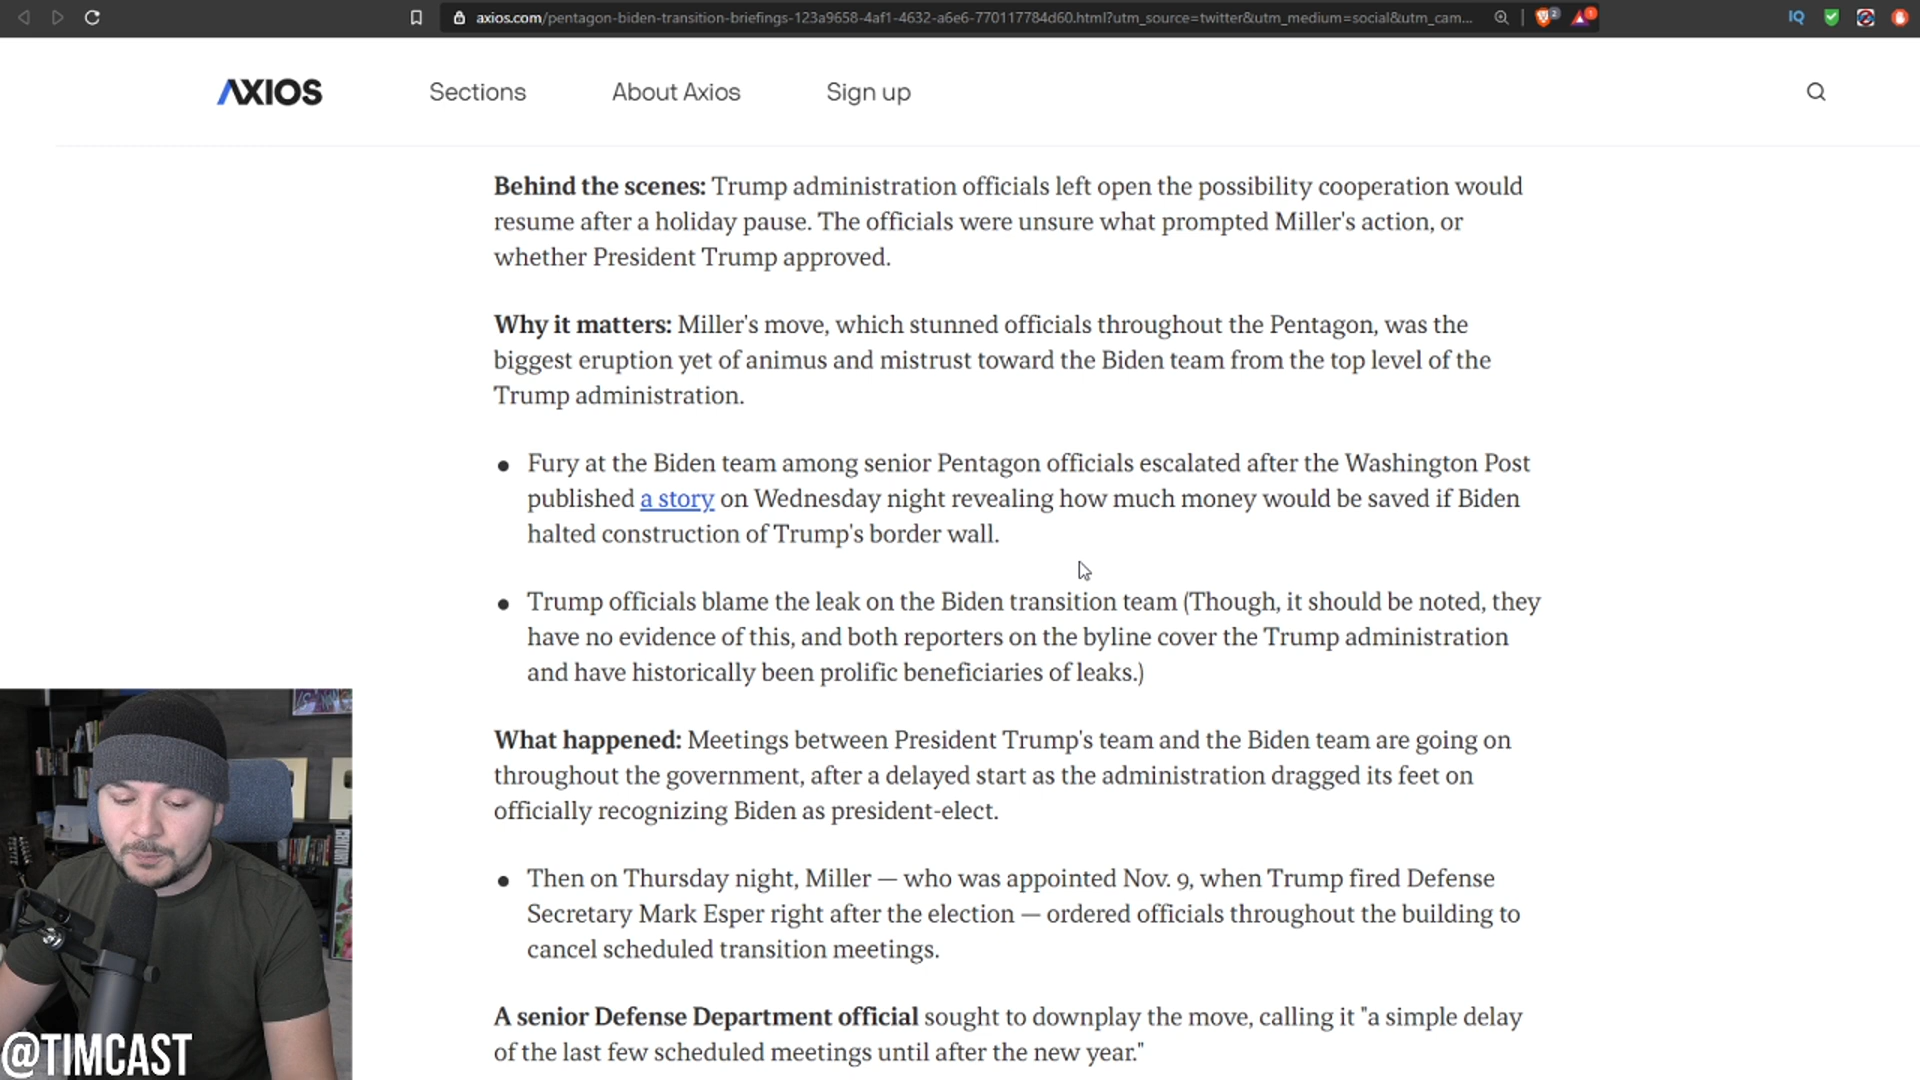 axios.com/pentagon-biden-transition-briefings-123a9658-4af1-4632-a6e6-770117784d60.html?utm_source=twitter&utm_medium=social&utm_cam...
2
1
IQ
AXIOS
Sections
About Axios
Sign up
Behind the scenes: Trump administration officials left open the possibility cooperation would
resume after a holiday pause. The officials were unsure what prompted Miller's action, or
whether President Trump approved.
Why it matters: Miller's move, which stunned officials throughout the Pentagon, was the
biggest eruption yet of animus and mistrust toward the Biden team from the top level of the
Trump administration.
● Fury at the Biden team among senior Pentagon officials escalated after the Washington Post
published a story on Wednesday night revealing how much money would be saved if Biden
halted construction of Trump's border wall.
● Trump officials blame the leak on the Biden transition team (Though, it should be noted, they
have no evidence of this, and both reporters on the byline cover the Trump administration
and have historically been prolific beneficiaries of leaks.)
What happened: Meetings between President Trump's team and the Biden team are going on
throughout the government, after a delayed start as the administration dragged its feet on
officially recognizing Biden as president-elect.
● Then on Thursday night, Miller — who was appointed Nov. 9, when Trump fired Defense
Secretary Mark Esper right after the election — ordered officials throughout the building to
cancel scheduled transition meetings.
A senior Defense Department official sought to downplay the move, calling it "a simple delay
of the last few scheduled meetings until after the new year."
@TIMCAST